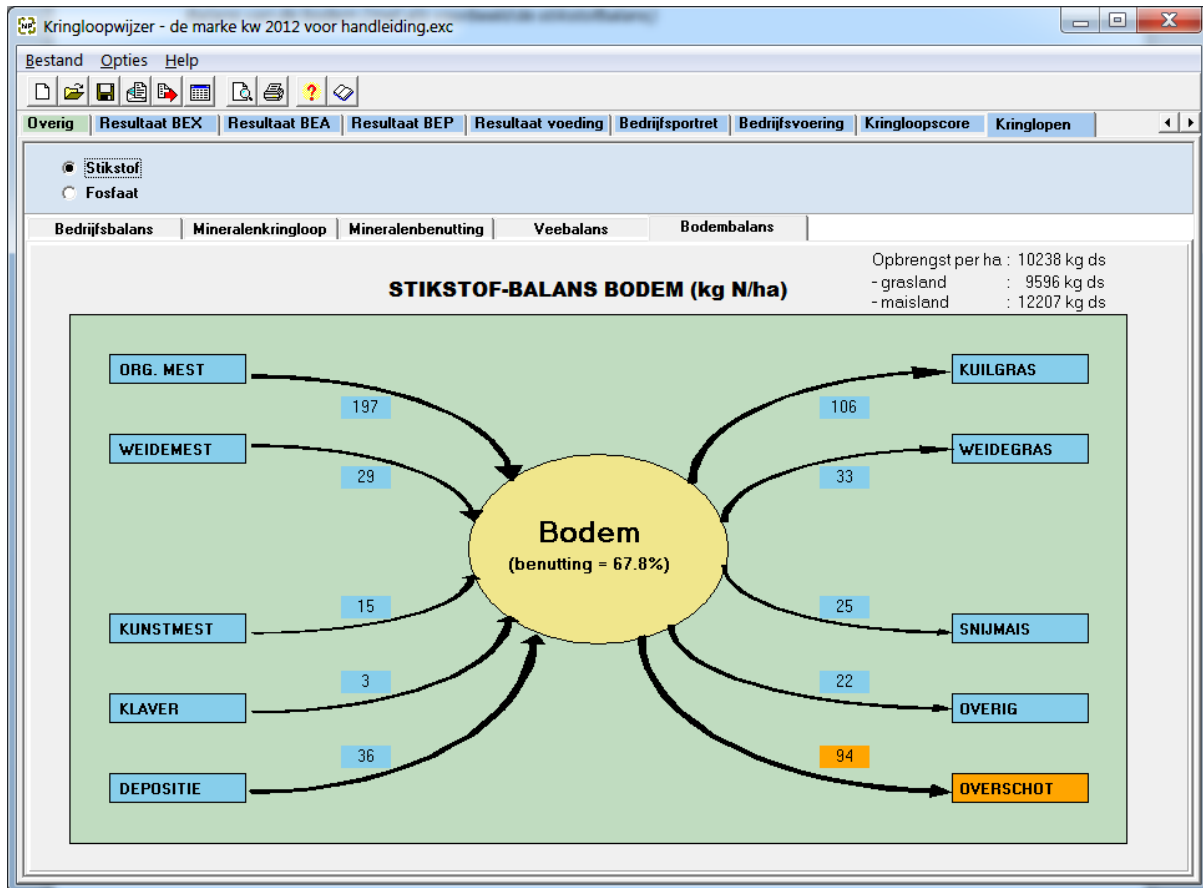 Kringloopwijzer - de marke kw 2012 voor handleiding.exc
Bestand Opties Help
Overig Resultaat BEX Resultaat BEA Resultaat BEP Resultaat voeding Bedrijfsportret Bedrijfsvoering Kringloopscore Kringlopen
Stikstof
Fosfaat
Bedrijfsbalans Mineralenkringloop Mineralenbenutting Veebalans Bodembalans
Opbrengst per ha : 10238 kg ds
- grasland : 9596 kg ds
- maisland : 12207 kg ds
STIKSTOF-BALANS BODEM (kg N/ha)
ORG. MEST
197
WEIDEMEST
29
KUNSTMEST
15
KLAVER
3
DEPOSITIE
36
Bodem
(benutting = 67.8%)
KUILGRAS
106
WEIDEGRAS
33
SNIJMAIS
25
OVERIG
22
OVERSCHOT
94